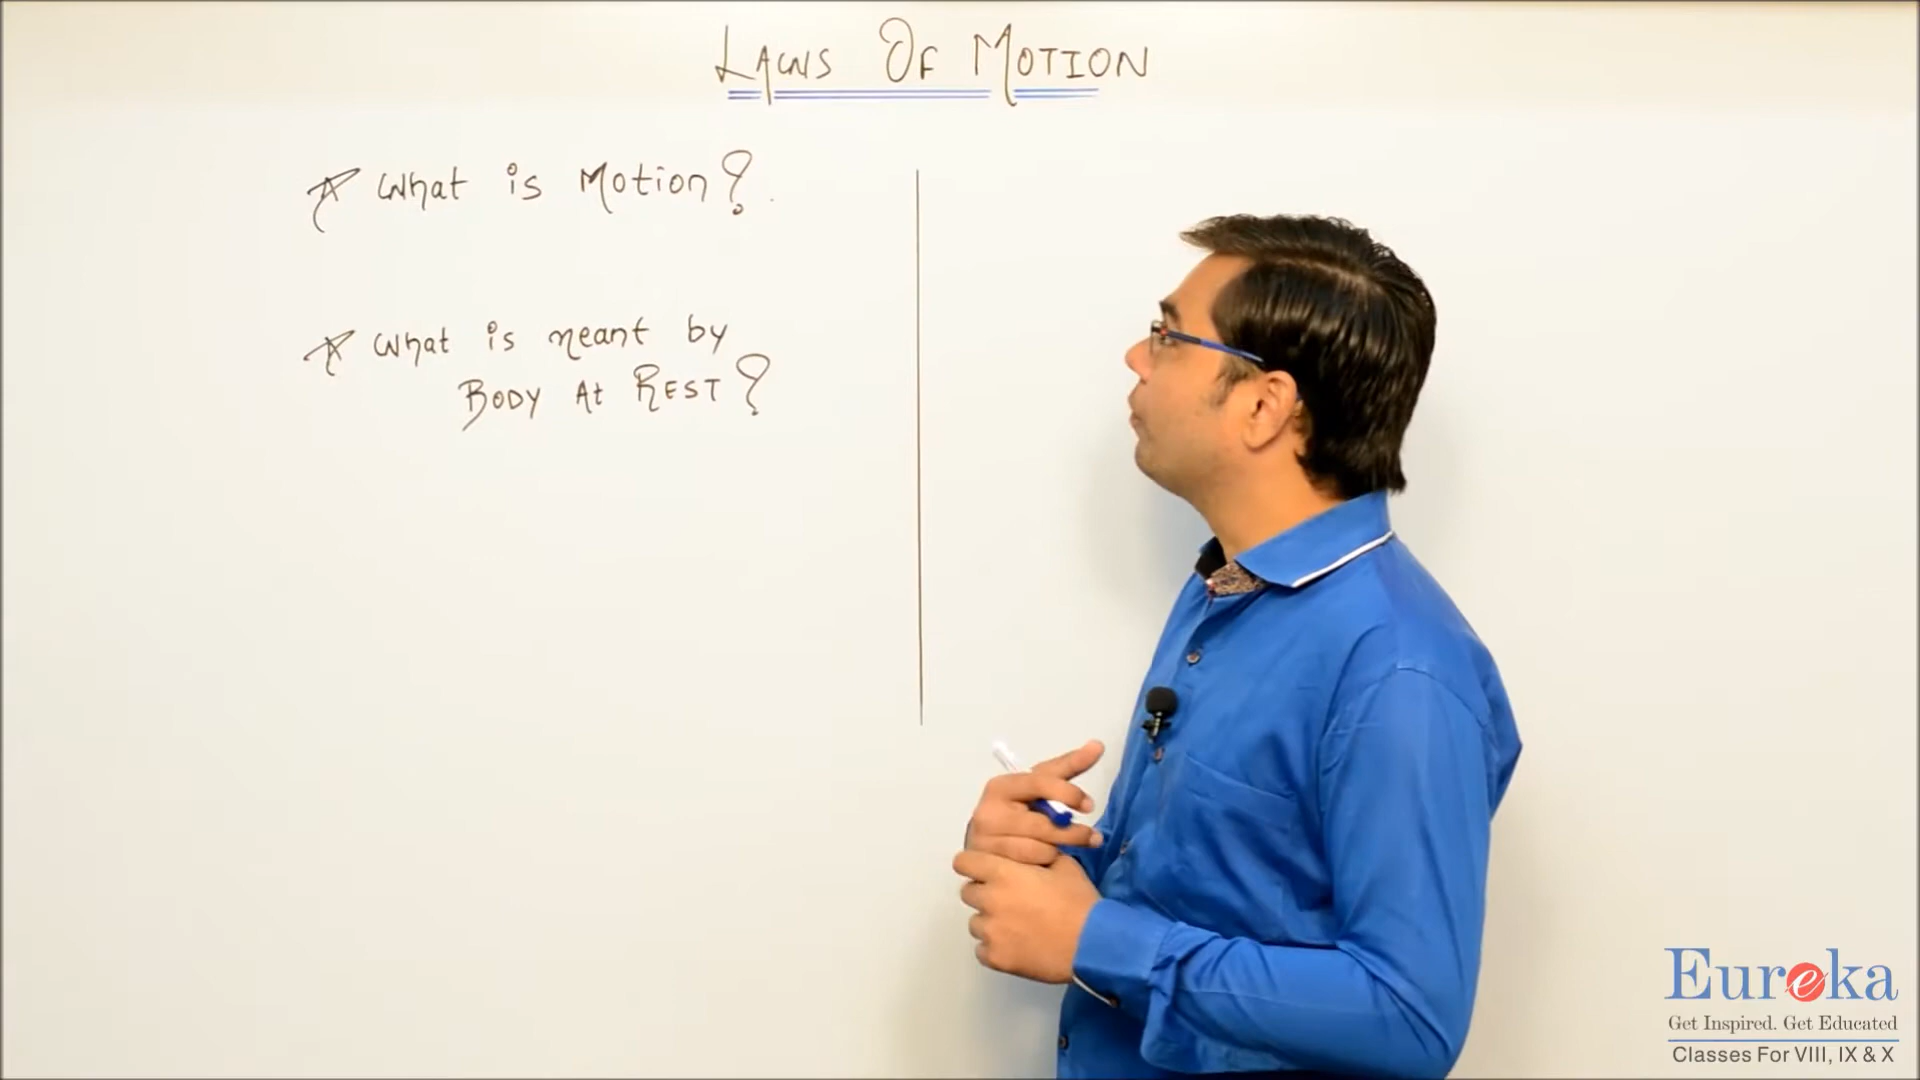 LAWS OF MOTION
What is Motion?
What is meant by
BODY At REST?
Eureka
Get Inspired. Get Educated
Classes For VIII, IX & X